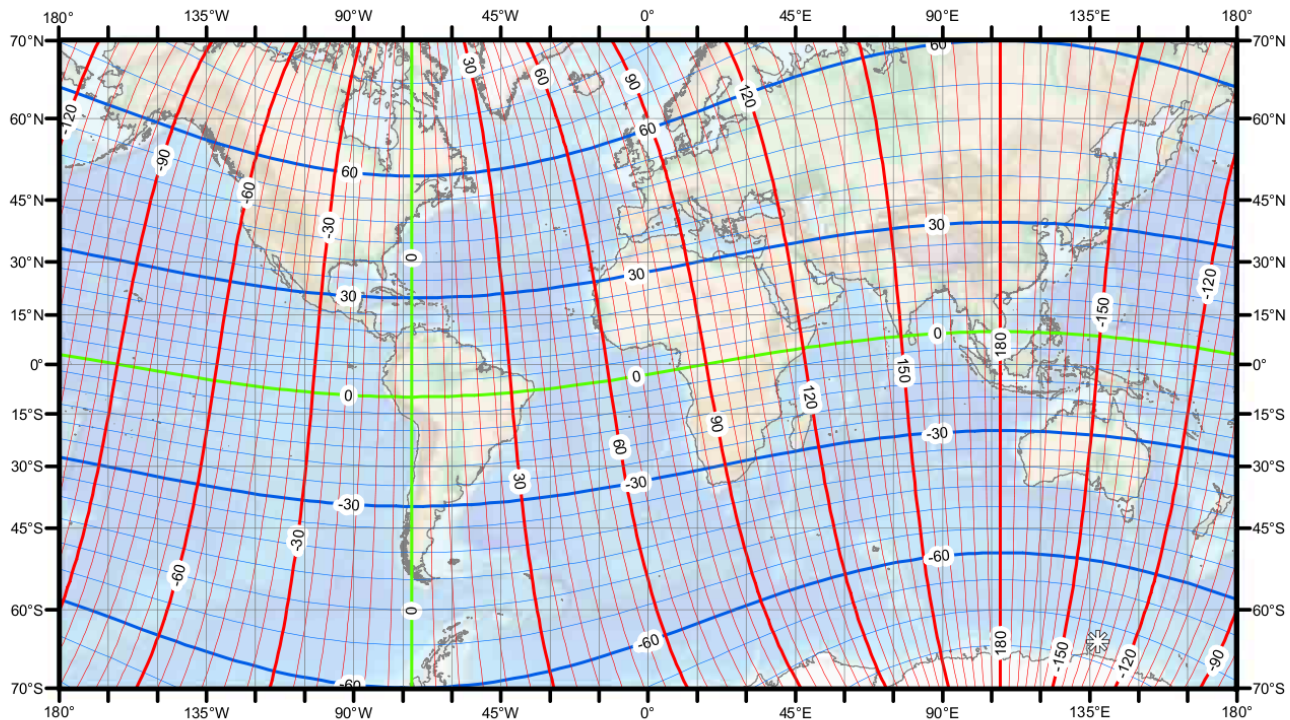 180° 135°W 90°W 45°W 0° 45°E 90°E 135°E 180°
70°N 30 60 90 120 60 70°N
60°N -120 60 60°N
-90 60
45°N -60 -30 30 45°N
30 0
30°N 30 30 -120 30°N
15°N -150 15°N
0 180
0° 0 0 150 0°
120
15°S 90 -30 15°S
30°S 60 30 -30 30°S
-30
45°S -30 45°S
-60 -60
60°S 0 60°S
-60 180 -150 -120 -90
70°S -60 70°S
180° 135°W 90°W 45°W 0° 45°E 90°E 135°E 180°